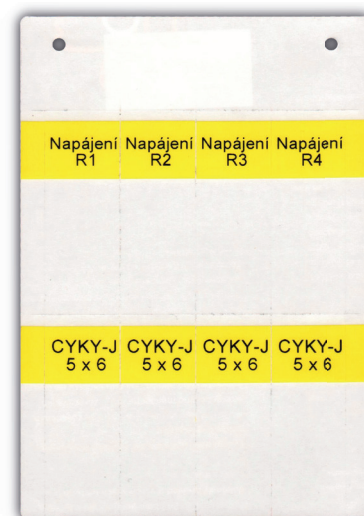 Napájení Napájení Napájení Napájení
R1 R2 R3 R4
CYKY-J CYKY-J CYKY-J CYKY-J
5 x 6 5 x 6 5 x 6 5 x 6